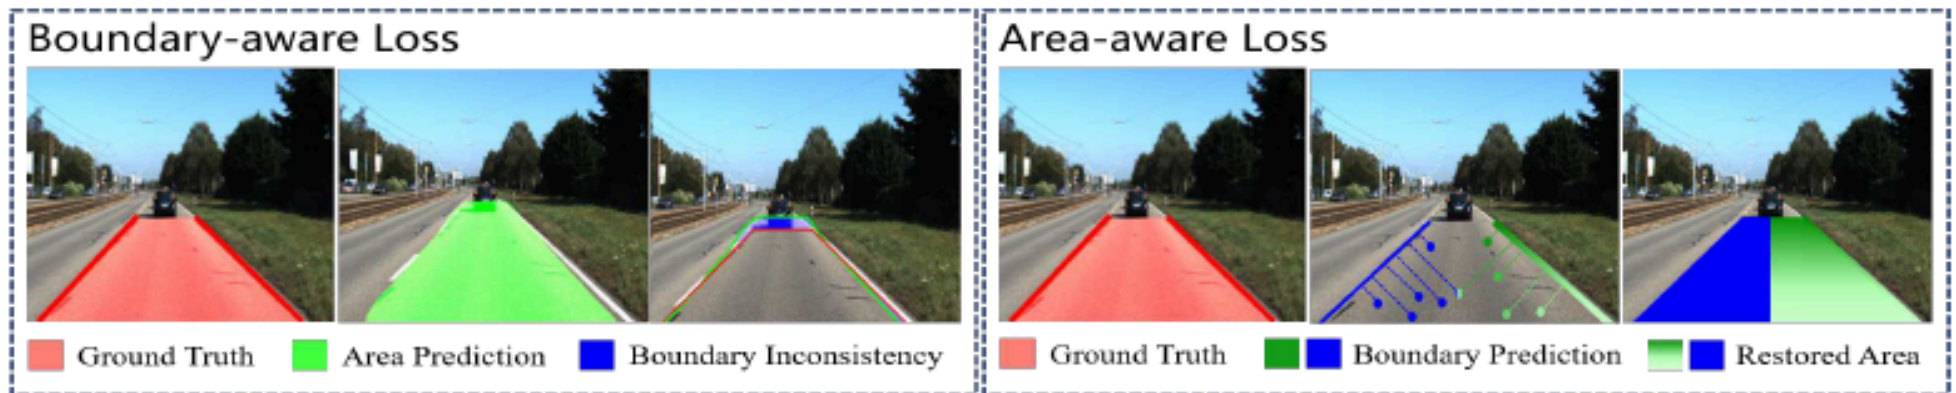 Boundary-aware Loss
Ground Truth
Area Prediction
Boundary Inconsistency
Area-aware Loss
Ground Truth
Boundary Prediction
Restored Area